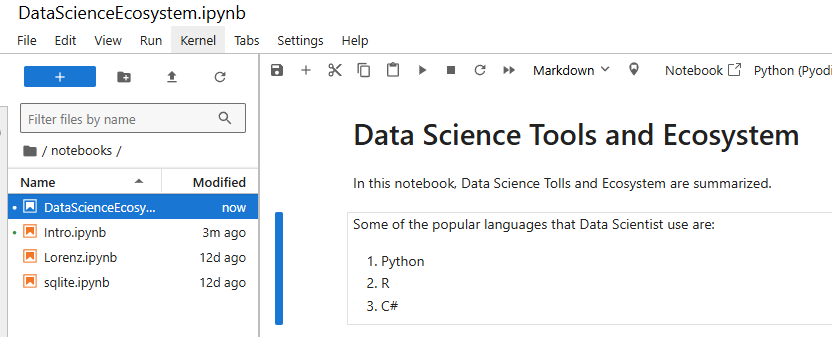 DataScienceEcosystem.ipynb
File Edit View Run Kernel Tabs Settings Help
Filter files by name
/ notebooks /
Name Modified
DataScienceEcosy... now
Intro.ipynb 3m ago
Lorenz.ipynb 12d ago
sqlite.ipynb 12d ago
Markdown Notebook Python (Pyodi
Data Science Tools and Ecosystem
In this notebook, Data Science Tolls and Ecosystem are summarized.
Some of the popular languages that Data Scientist use are:
1. Python
2. R
3. C#